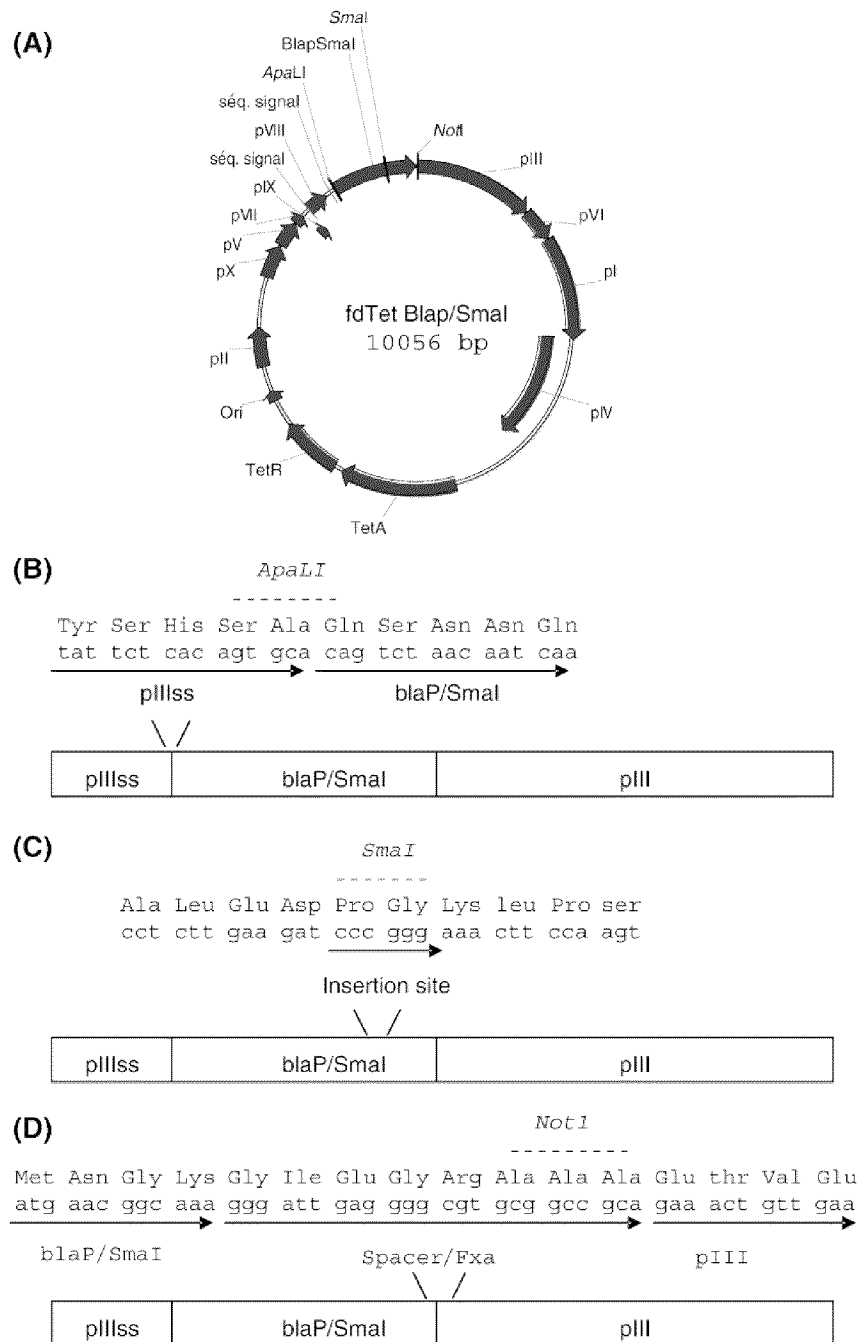 (A)
SmaI
BlapSmaI
ApaLI
séq. signal
pVIII
séq. signal
pIX
pVII
pV
pX
pII
Ori
TetR
TetA
NotI
pIII
pVI
pI
pIV
fdTet Blap/SmaI
10056 bp
(B)
ApaLI
Tyr Ser His Ser Ala Gln Ser Asn Asn Gln
tat tct cac agt gca cag tct aac aat caa
pIIIss blaP/SmaI
pIIIss blaP/SmaI pIII
(C)
SmaI
Ala Leu Glu Asp Pro Gly Lys leu Pro ser
cct ctt gaa gat ccc ggg aaa ctt cca agt
Insertion site
pIIIss blaP/SmaI pIII
(D)
Not1
Met Asn Gly Lys Gly Ile Glu Gly Arg Ala Ala Ala Glu thr Val Glu
atg aac ggc aaa ggg att gag ggg cgt gcg gcc gca gaa act gtt gaa
blaP/SmaI Spacer/Fxa pIII
pIIIss blaP/SmaI pIII